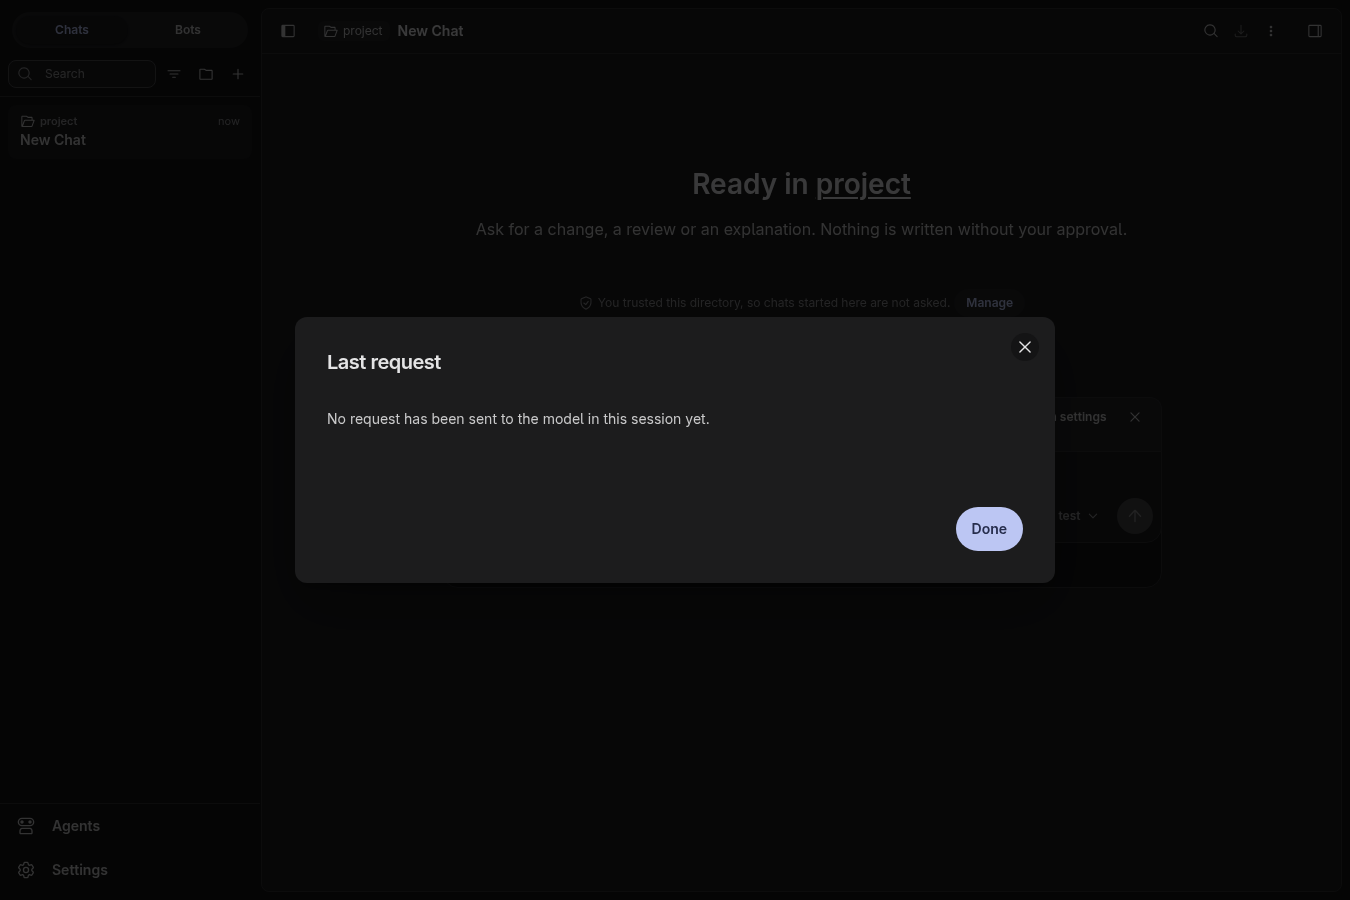 Chats
Bots
Search
project
now
New Chat
Agents
Settings
project
New Chat
Ready in project
Ask for a change, a review or an explanation. Nothing is written without your approval.
You trusted this directory, so chats started here are not asked.
Manage
Last request
No request has been sent to the model in this session yet.
Done
settings
test